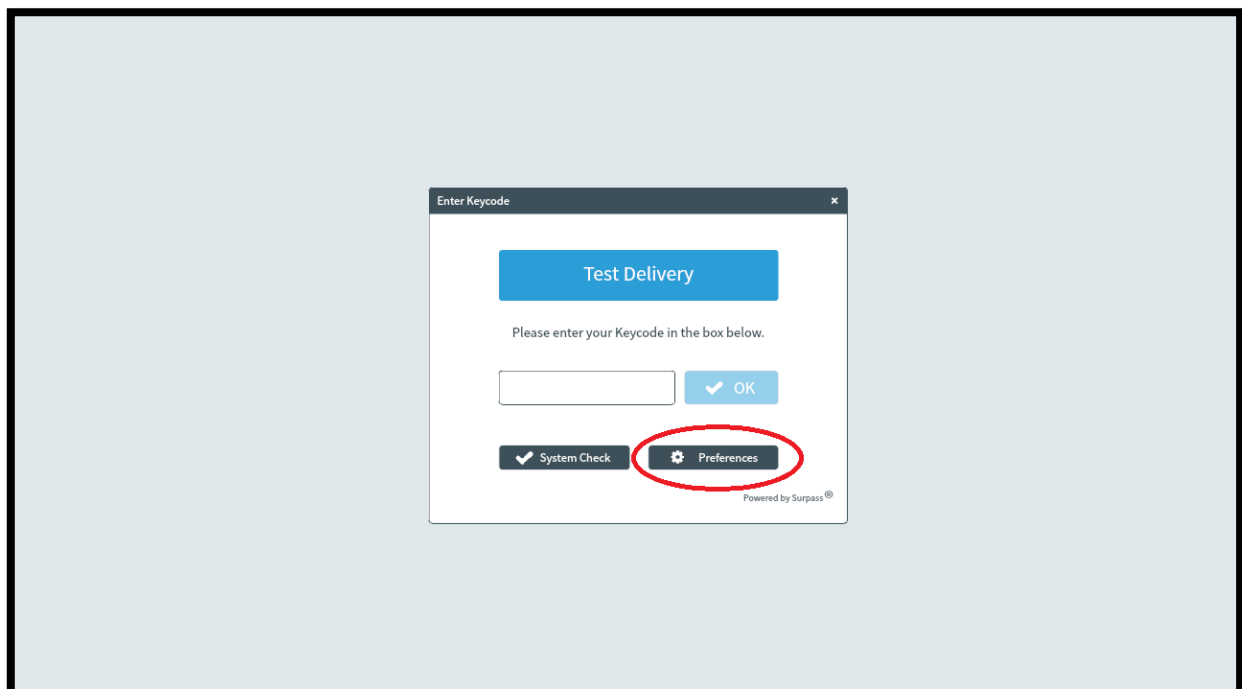 Enter Keycode
Test Delivery
Please enter your Keycode in the box below.
OK
System Check
Preferences
Powered by Surpass®